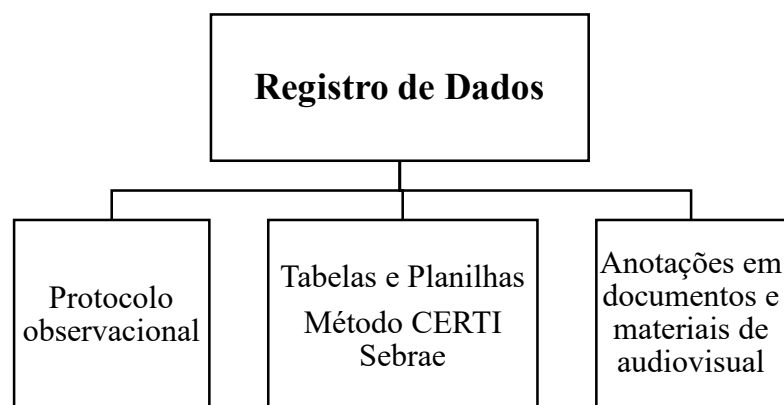 Registro de Dados
Protocolo
observacional
Tabelas e Planilhas
Método CERTI
Sebrae
Anotações em
documentos e
materiais de
audiovisual